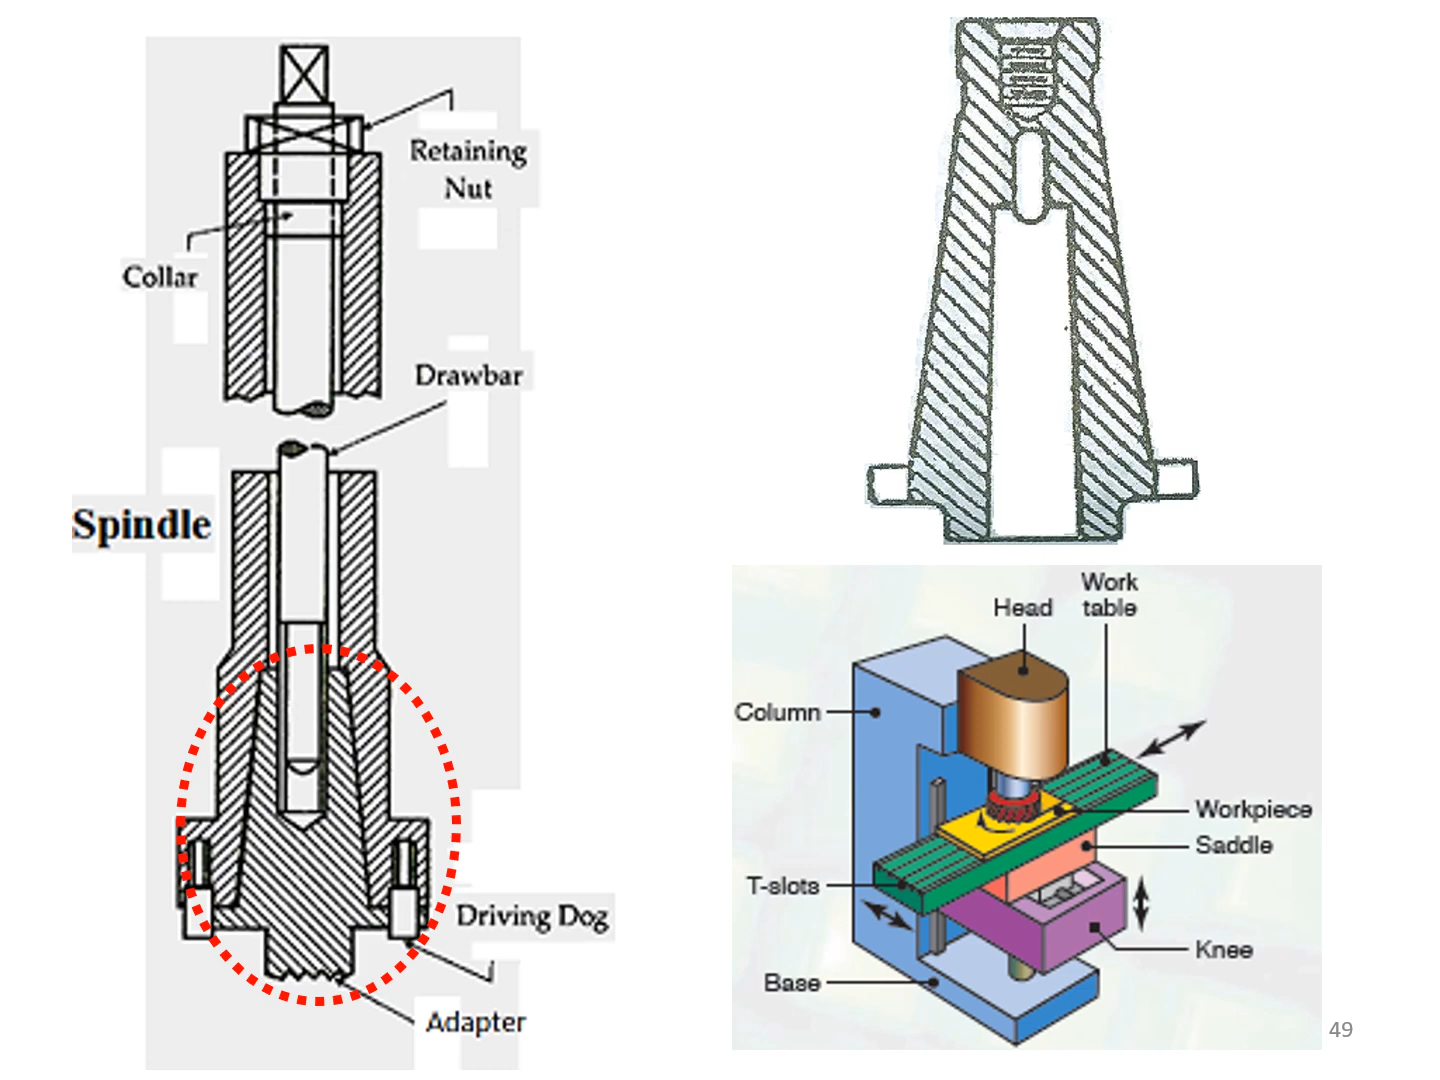 Retaining
Nut
Collar
Drawbar
Spindle
Driving Dog
Adapter
Work
table
Head
Column
Workpiece
Saddle
T-slots
Knee
Base
49